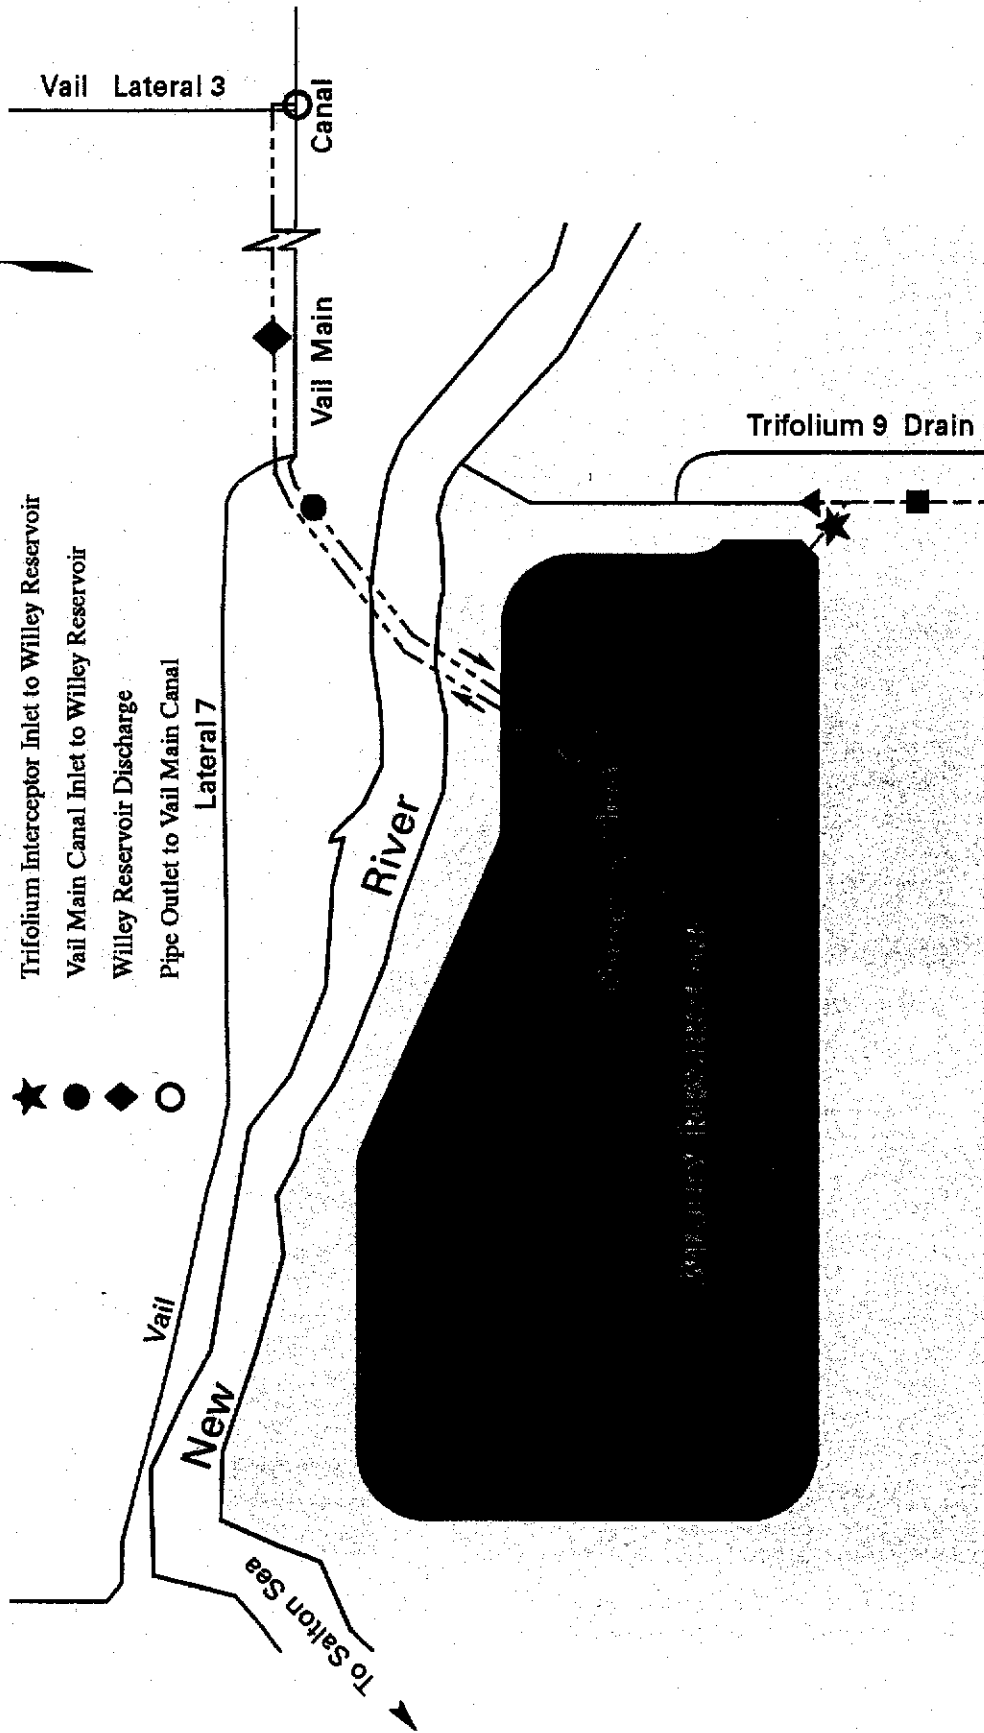 Trifolium Interceptor Inlet to Willey Reservoir
Vail Main Canal Inlet to Willey Reservoir
Willey Reservoir Discharge
Pipe Outlet to Vail Main Canal
Vail Lateral 3
Vail Main Canal
Vail Lateral 7
New River
To Salton Sea
Trifolium 9 Drain